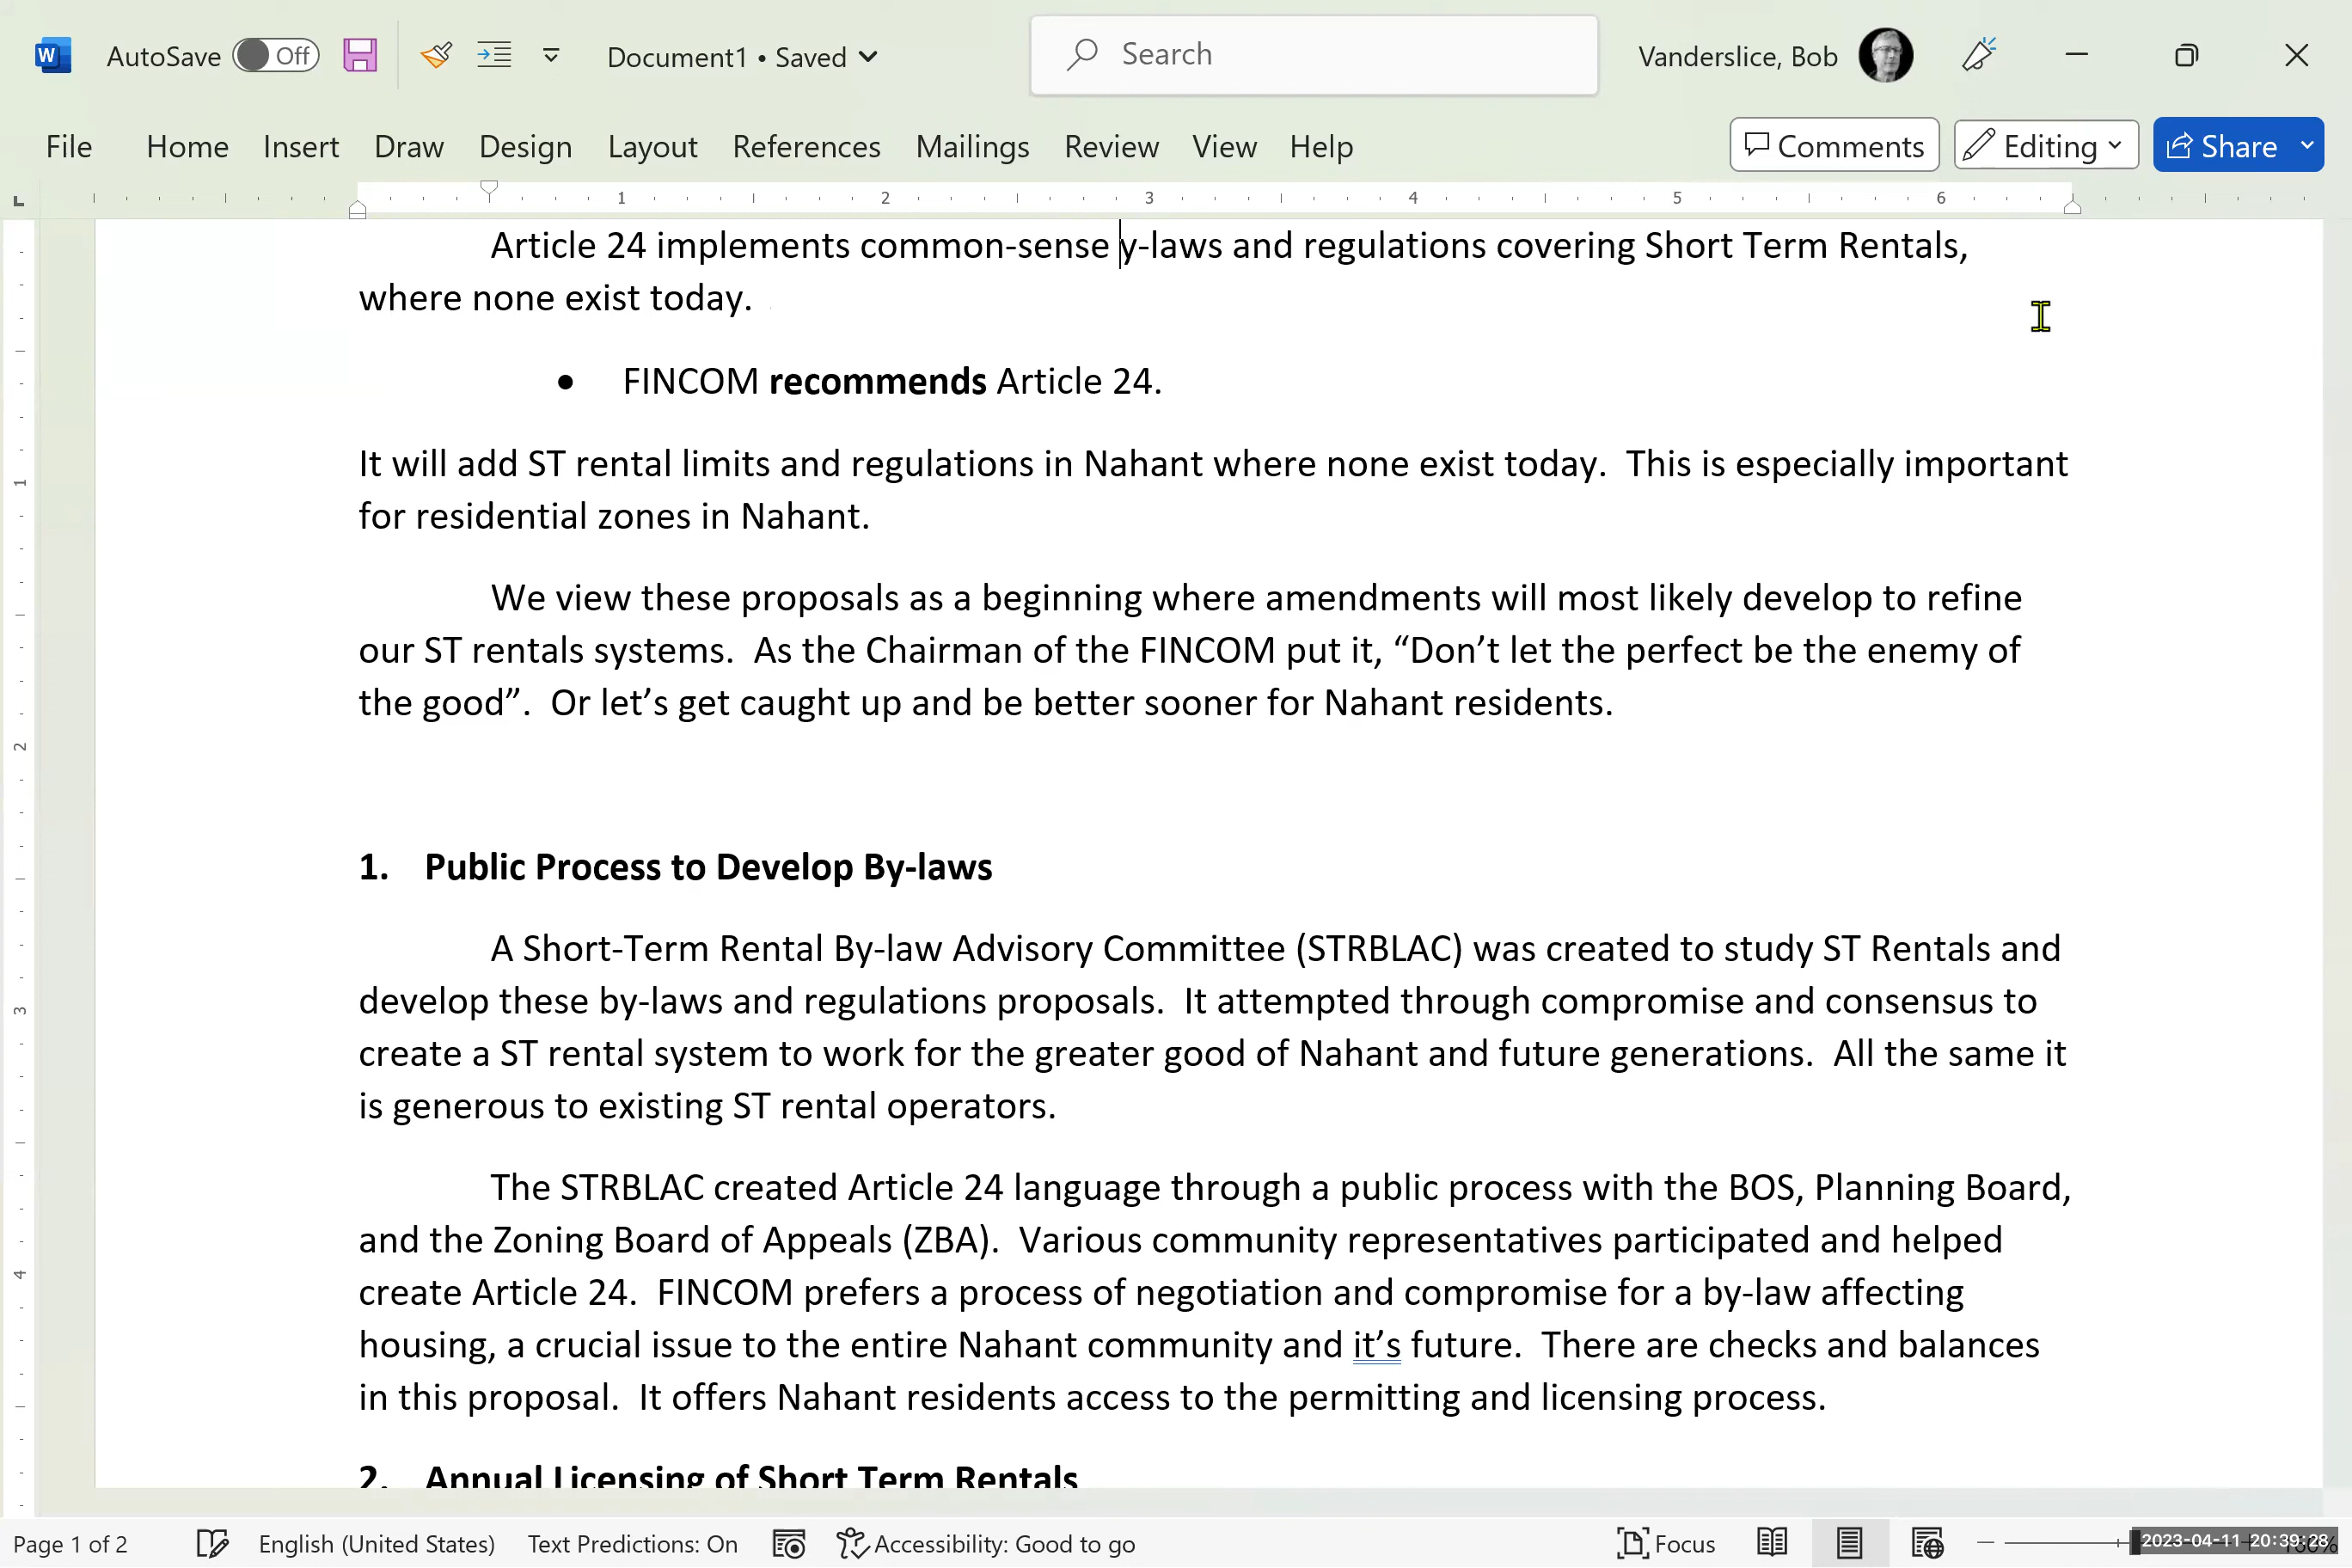 AutoSave Off Document1 • Saved Search Vanderslice, Bob
File Home Insert Draw Design Layout References Mailings Review View Help Comments Editing Share
1 2 3 4 5 6
Article 24 implements common-sense y-laws and regulations covering Short Term Rentals,
where none exist today.
• FINCOM recommends Article 24.
It will add ST rental limits and regulations in Nahant where none exist today. This is especially important
for residential zones in Nahant.
We view these proposals as a beginning where amendments will most likely develop to refine
our ST rentals systems. As the Chairman of the FINCOM put it, “Don’t let the perfect be the enemy of
the good”. Or let’s get caught up and be better sooner for Nahant residents.
1. Public Process to Develop By-laws
A Short-Term Rental By-law Advisory Committee (STRBLAC) was created to study ST Rentals and
develop these by-laws and regulations proposals. It attempted through compromise and consensus to
create a ST rental system to work for the greater good of Nahant and future generations. All the same it
is generous to existing ST rental operators.
The STRBLAC created Article 24 language through a public process with the BOS, Planning Board,
and the Zoning Board of Appeals (ZBA). Various community representatives participated and helped
create Article 24. FINCOM prefers a process of negotiation and compromise for a by-law affecting
housing, a crucial issue to the entire Nahant community and it’s future. There are checks and balances
in this proposal. It offers Nahant residents access to the permitting and licensing process.
2. Annual Licensing of Short Term Rentals
1
2
3
4
Page 1 of 2 English (United States) Text Predictions: On Accessibility: Good to go Focus 2023-04-11 20:39:28